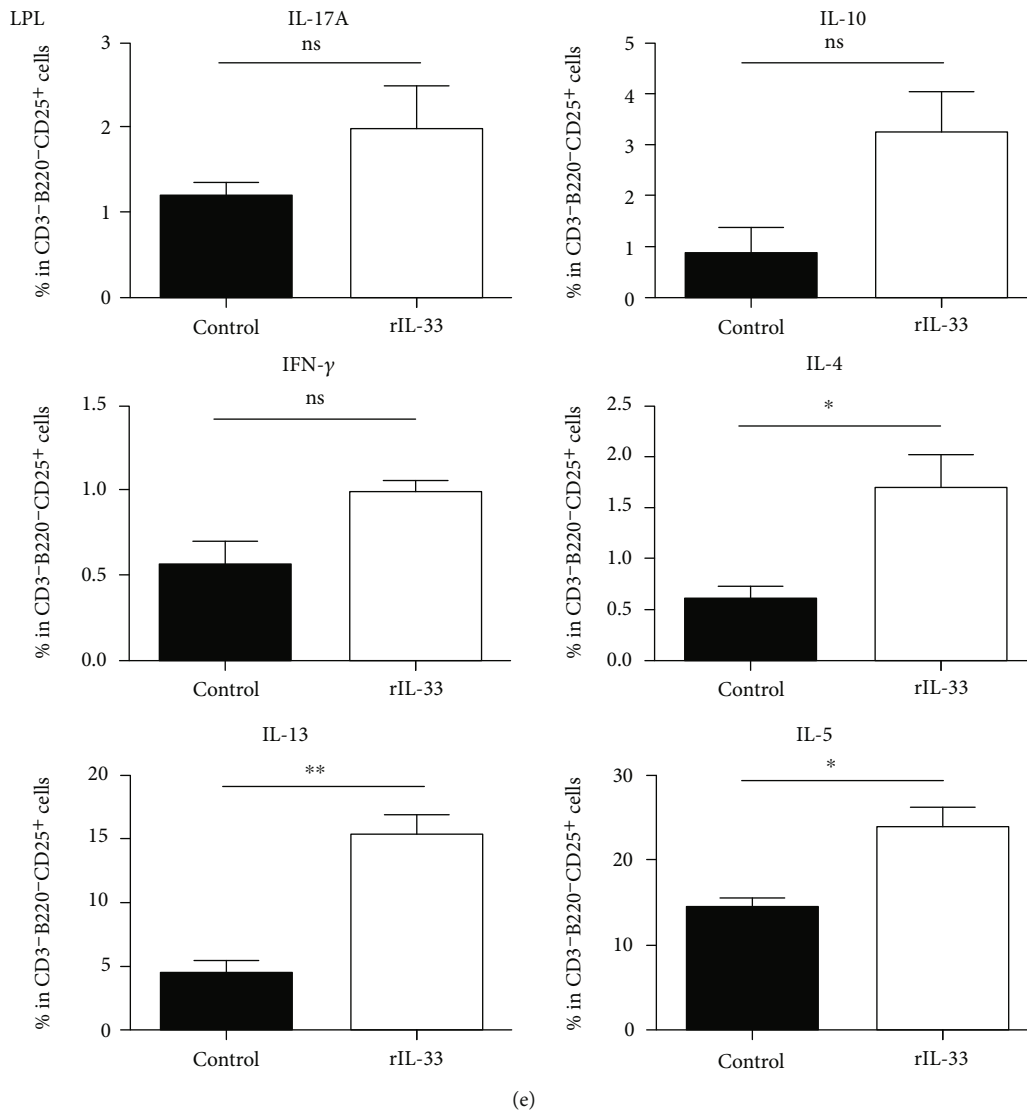 LPL
IL-17A
% in CD3⁻B220⁻CD25⁺ cells
3
2
1
0
ns
Control
rIL-33
IL-10
% in CD3⁻B220⁻CD25⁺ cells
5
4
3
2
1
0
ns
Control
rIL-33
IFN-γ
% in CD3⁻B220⁻CD25⁺ cells
1.5
1.0
0.5
0.0
ns
Control
rIL-33
IL-4
% in CD3⁻B220⁻CD25⁺ cells
2.5
2.0
1.5
1.0
0.5
0.0
*
Control
rIL-33
IL-13
% in CD3⁻B220⁻CD25⁺ cells
20
15
10
5
0
**
Control
rIL-33
IL-5
% in CD3⁻B220⁻CD25⁺ cells
30
20
10
0
*
Control
rIL-33
(e)